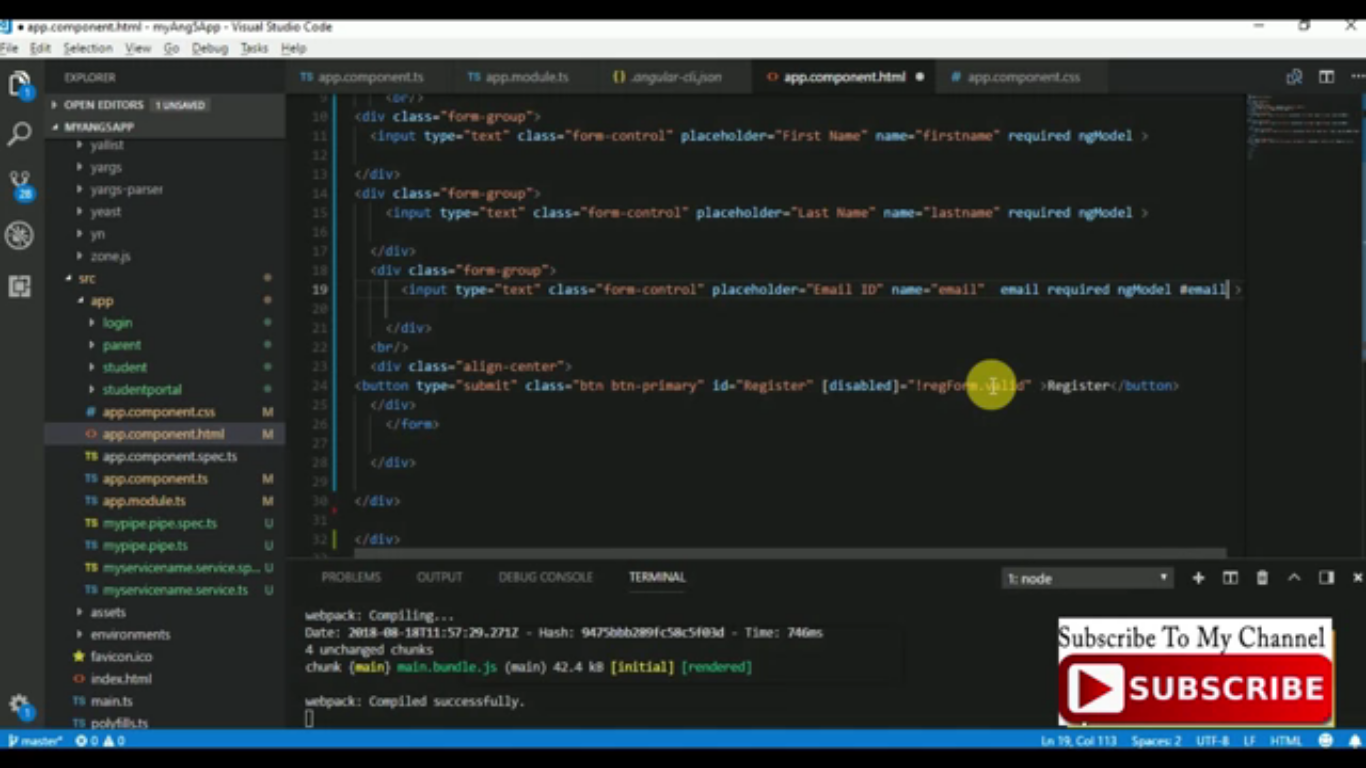 app.component.html - myAng5App - Visual Studio Code
File Edit Selection View Go Debug Tasks Help
EXPLORER
OPEN EDITORS 1 UNSAVED
MYANG5APP
yallist
yargs
yargs-parser
yeast
yn
zone.js
src
app
login
parent
student
studentportal
app.component.css M
app.component.html M
app.component.spec.ts
TS app.component.ts M
TS app.module.ts M
TS mypipe.pipe.spec.ts U
TS mypipe.pipe.ts U
TS myservicename.service.sp... U
TS myservicename.service.ts U
assets
environments
favicon.ico
index.html
TS main.ts
TS polyfills.ts
TS app.component.ts TS app.module.ts {} .angular-cli.json <> app.component.html # app.component.css
9 <br/>
10 <div class="form-group">
11 <input type="text" class="form-control" placeholder="First Name" name="firstname" required ngModel >
12
13 </div>
14 <div class="form-group">
15 <input type="text" class="form-control" placeholder="Last Name" name="lastname" required ngModel >
16
17 </div>
18 <div class="form-group">
19 <input type="text" class="form-control" placeholder="Email ID" name="email" email required ngModel #email >
20
21 </div>
22 <br/>
23 <div class="align-center">
24 <button type="submit" class="btn btn-primary" id="Register" [disabled]="!regForm.valid" >Register</button>
25 </div>
26 </form>
27
28 </div>
29
30 </div>
31
32 </div>
PROBLEMS OUTPUT DEBUG CONSOLE TERMINAL 1: node
webpack: Compiling...
Date: 2018-08-18T11:57:29.271Z - Hash: 9475bbb289fc58c5f03d - Time: 746ms
4 unchanged chunks
chunk {main} main.bundle.js (main) 42.4 kB [initial] [rendered]
webpack: Compiled successfully.
Subscribe To My Channel
SUBSCRIBE
master* 0 0 Ln 19, Col 113 Spaces: 2 UTF-8 LF HTML